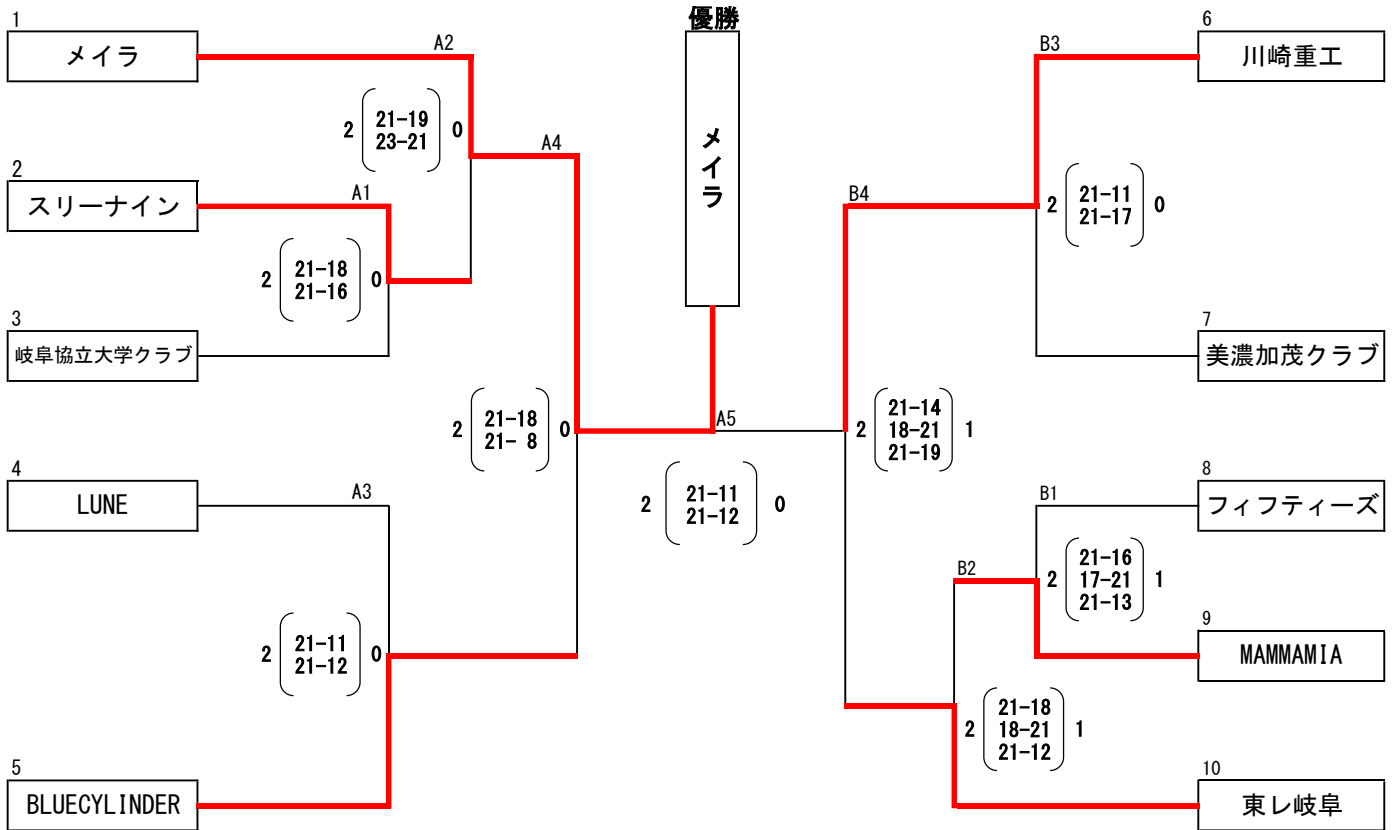 優勝
メイラ
1
メイラ
A2
2 21-19 0
23-21
2
スリーナイン
A1
2 21-18 0
21-16
3
岐阜協立大学クラブ
A4
2 21-18 0
21- 8
4
LUNE
A3
2 21-11 0
21-12
5
BLUECYLINDER
A5
2 21-11 0
21-12
6
川崎重工
B3
2 21-11 0
21-17
7
美濃加茂クラブ
B4
21-14
2 18-21 1
21-19
8
フィフティーズ
B1
21-16
2 17-21 1
21-13
9
MAMMAMIA
B2
21-18
2 18-21 1
21-12
10
東レ岐阜